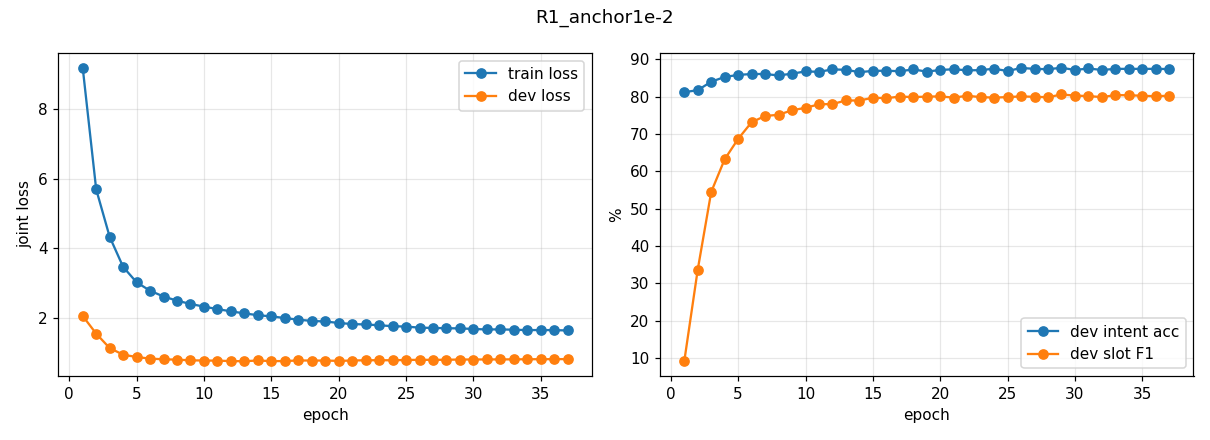 R1_anchor1e-2
joint loss
8
6
4
2
0 5 10 15 20 25 30 35
epoch
train loss
dev loss
%
90
80
70
60
50
40
30
20
10
0 5 10 15 20 25 30 35
epoch
dev intent acc
dev slot F1